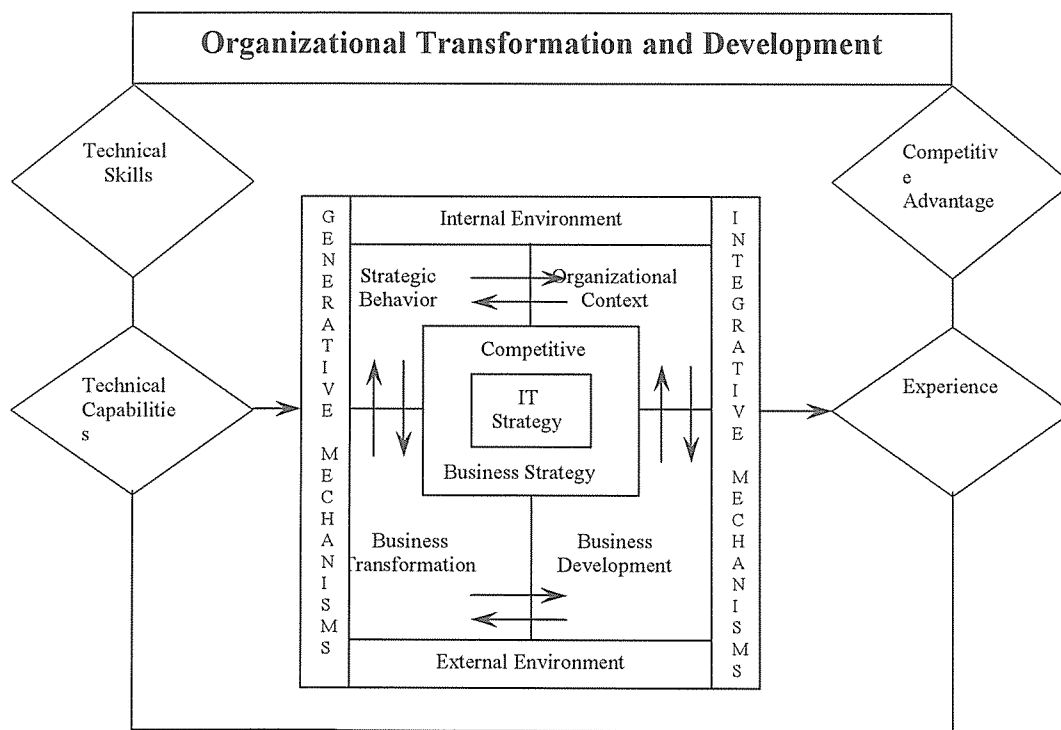 Organizational Transformation and Development
Technical
Skills
Competitiv
e
Advantage
GENERATIVE MECHANISMS
Internal Environment
INTEGRATIVE MECHANISMS
Strategic
Behavior
Organizational
Context
Competitive
IT
Strategy
Business Strategy
Technical
Capabilitie
s
Experience
Business
Transformation
Business
Development
External Environment